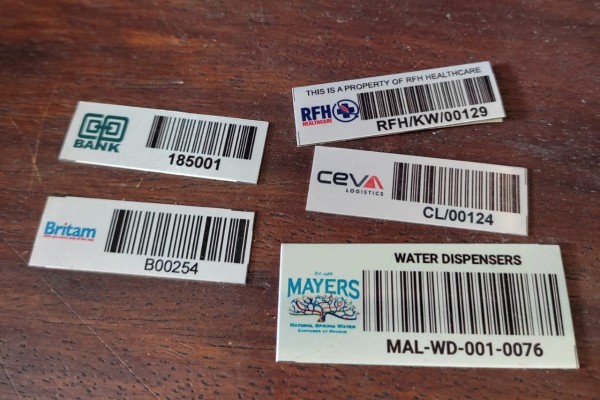 BANK
185001
THIS IS A PROPERTY OF RFH HEALTHCARE
RFH
HEALTHCARE
RFH/KW/00129
Britam
B00254
CEVA
LOGISTICS
CL/00124
WATER DISPENSERS
MAYERS
NATURAL SPRING WATER
MAL-WD-001-0076